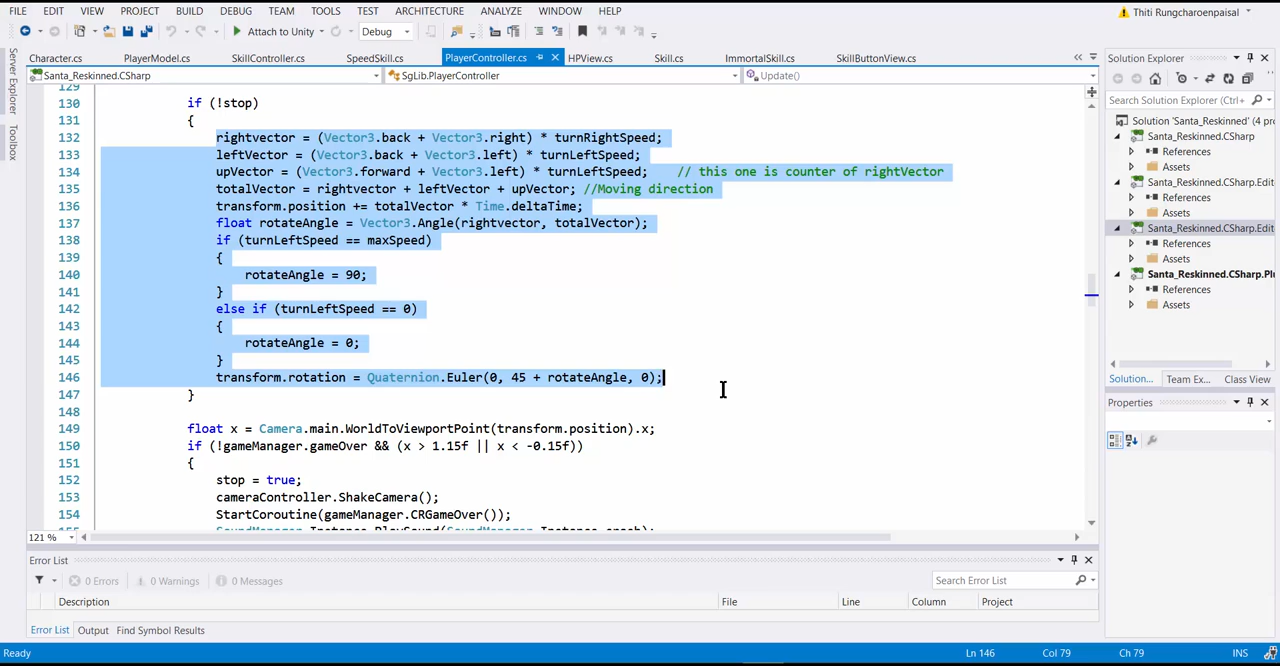 FILE EDIT VIEW PROJECT BUILD DEBUG TEAM TOOLS TEST ARCHITECTURE ANALYZE WINDOW HELP
Thiti Rungcharoenpaisal
Attach to Unity Debug
Server Explorer
Toolbox
Character.cs PlayerModel.cs SkillController.cs SpeedSkill.cs PlayerController.cs HPView.cs Skill.cs ImmortalSkill.cs SkillButtonView.cs
Santa_Reskinned.CSharp SgLib.PlayerController Update()
129
130 if (!stop)
131 {
132 rightvector = (Vector3.back + Vector3.right) * turnRightSpeed;
133 leftVector = (Vector3.back + Vector3.left) * turnLeftSpeed;
134 upVector = (Vector3.forward + Vector3.left) * turnLeftSpeed; // this one is counter of rightVector
135 totalVector = rightvector + leftVector + upVector; //Moving direction
136 transform.position += totalVector * Time.deltaTime;
137 float rotateAngle = Vector3.Angle(rightvector, totalVector);
138 if (turnLeftSpeed == maxSpeed)
139 {
140 rotateAngle = 90;
141 }
142 else if (turnLeftSpeed == 0)
143 {
144 rotateAngle = 0;
145 }
146 transform.rotation = Quaternion.Euler(0, 45 + rotateAngle, 0);
147 }
148
149 float x = Camera.main.WorldToViewportPoint(transform.position).x;
150 if (!gameManager.gameOver && (x > 1.15f || x < -0.15f))
151 {
152 stop = true;
153 cameraController.ShakeCamera();
154 StartCoroutine(gameManager.CRGameOver());
155 SoundManager.Instance.PlaySound(SoundManager.Instance.crash);
121 %
Solution Explorer
Search Solution Explorer (Ctrl+
Solution 'Santa_Reskinned' (4 pr
Santa_Reskinned.CSharp
References
Assets
Santa_Reskinned.CSharp.Edit
References
Assets
Santa_Reskinned.CSharp.Edit
References
Assets
Santa_Reskinned.CSharp.Plu
References
Assets
Solution... Team Ex... Class View
Properties
Error List
0 Errors 0 Warnings 0 Messages
Search Error List
Description File Line Column Project
Error List Output Find Symbol Results
Ready Ln 146 Col 79 Ch 79 INS